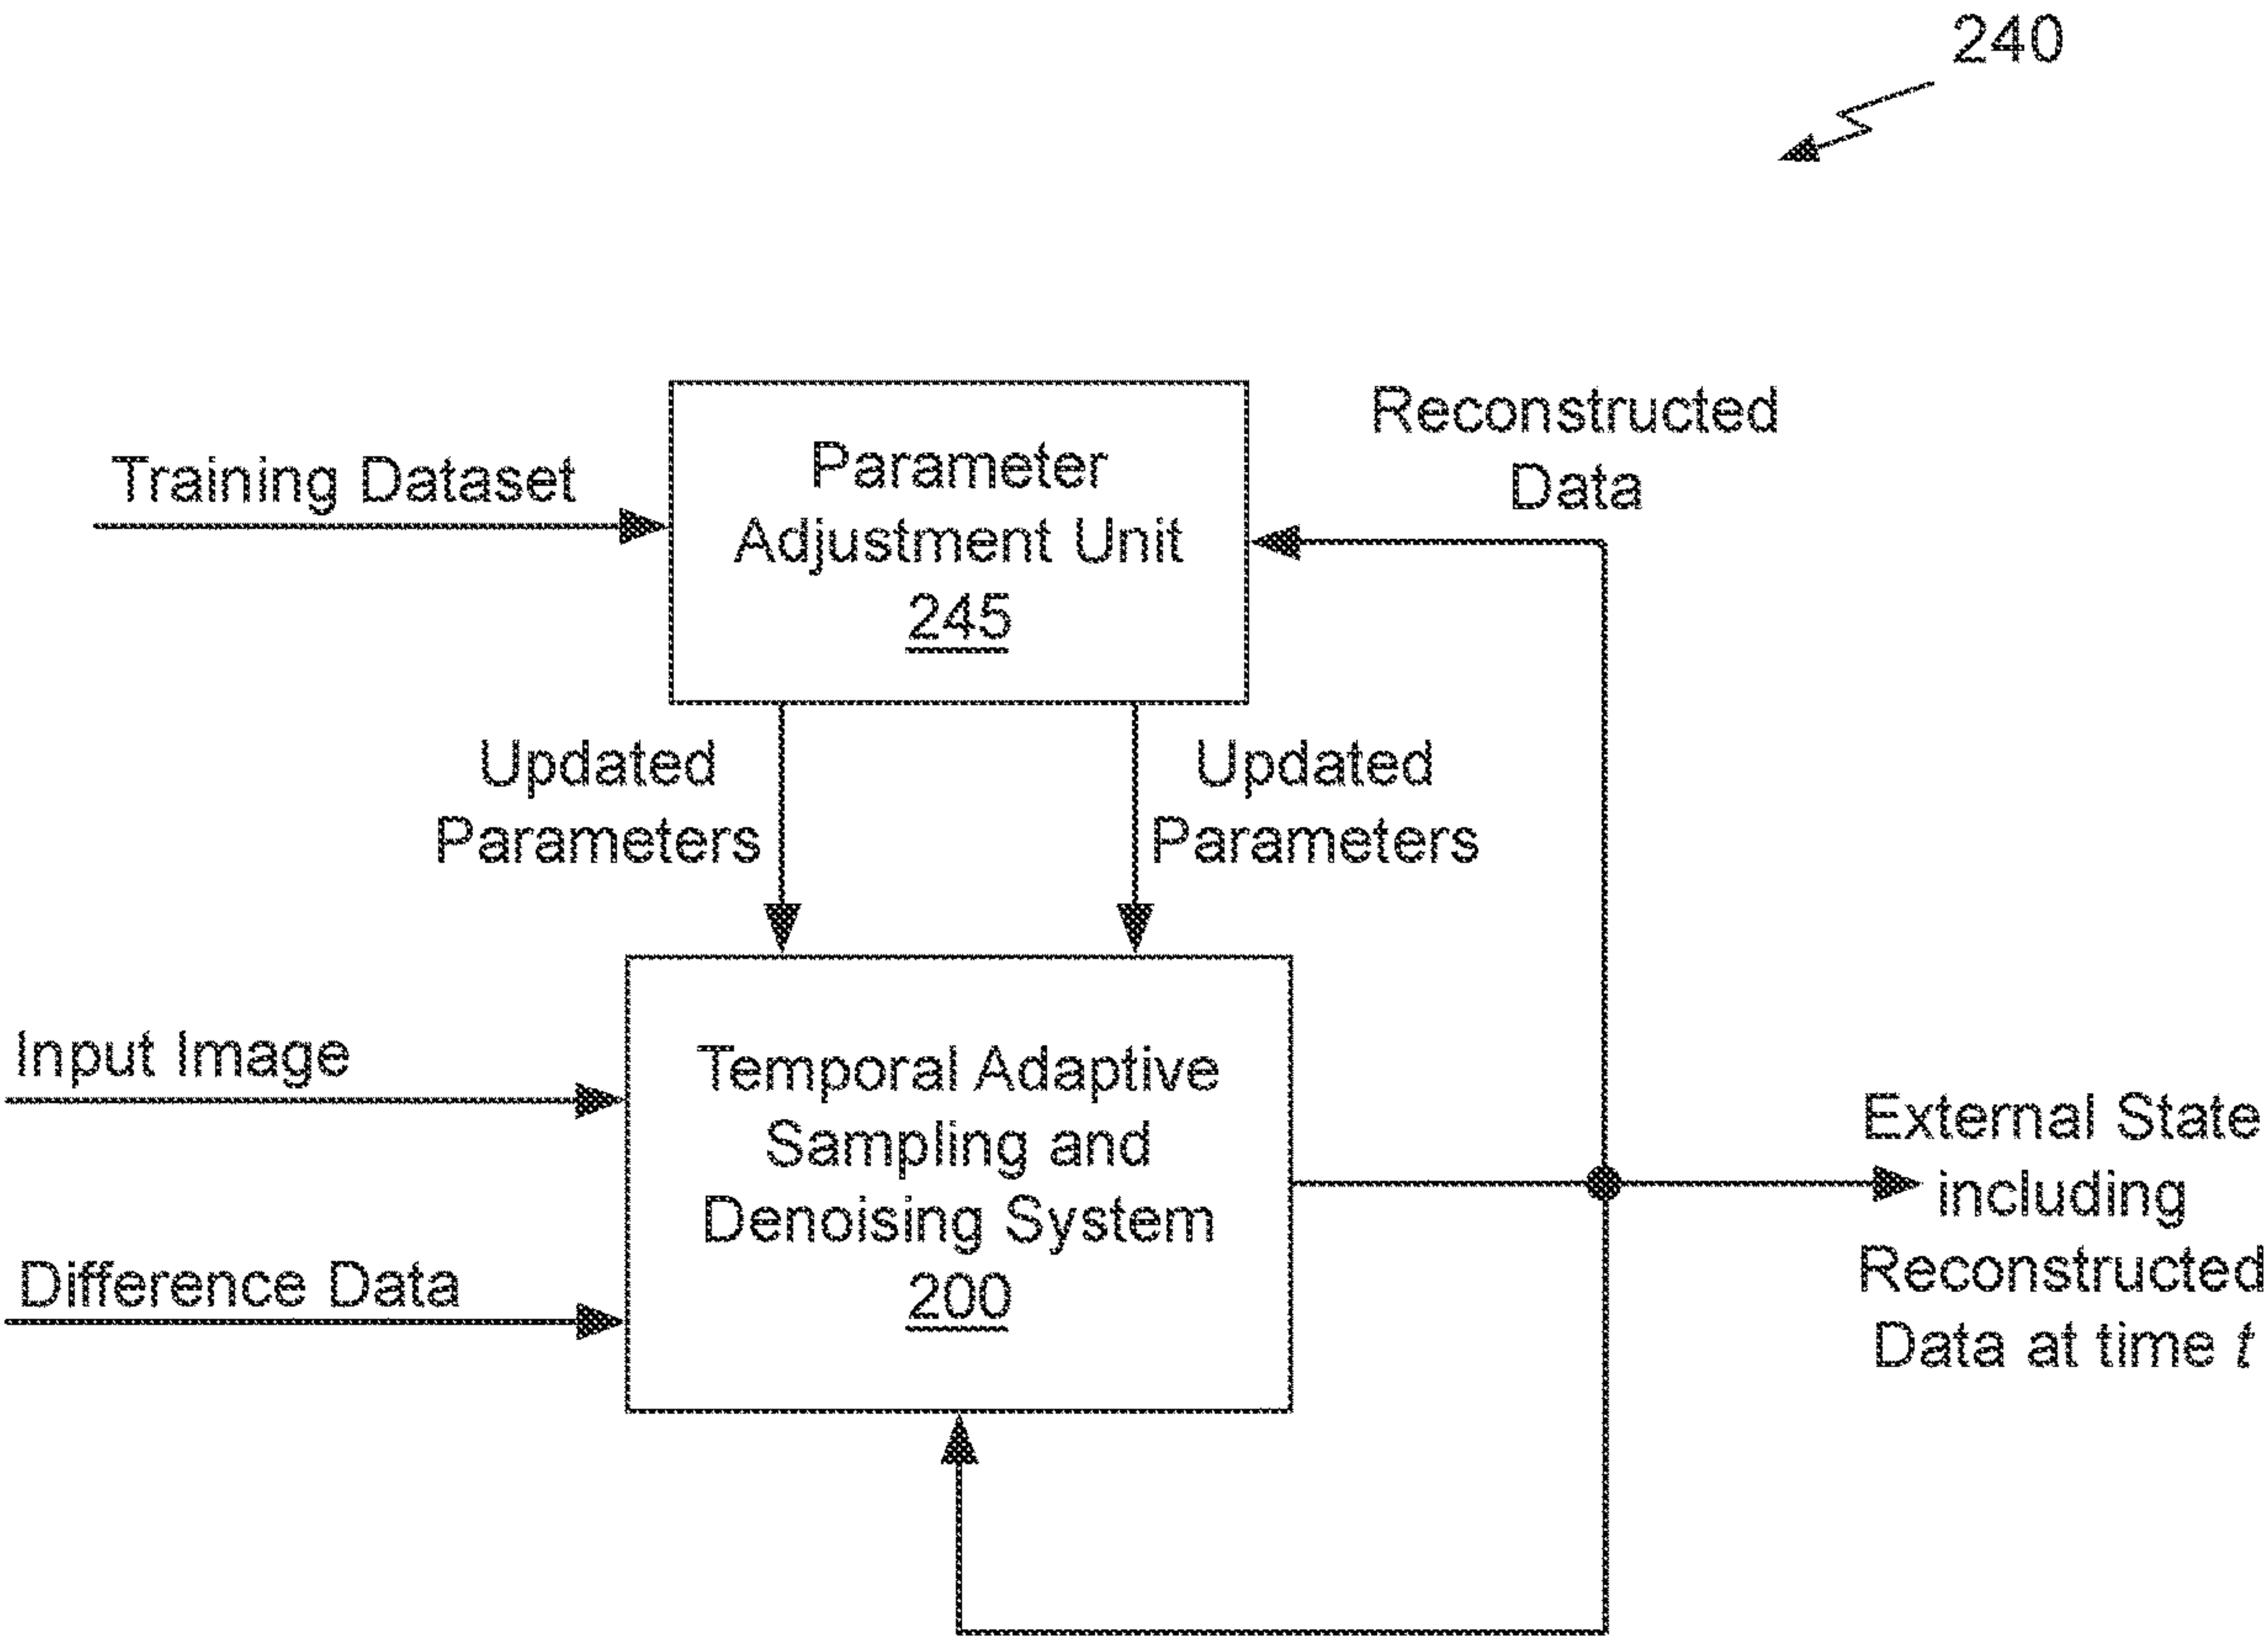 240
Training Dataset
Parameter
Adjustment Unit
245
Reconstructed
Data
Updated
Parameters
Updated
Parameters
Input Image
Difference Data
Temporal Adaptive
Sampling and
Denoising System
200
External State
including
Reconstructed
Data at time t